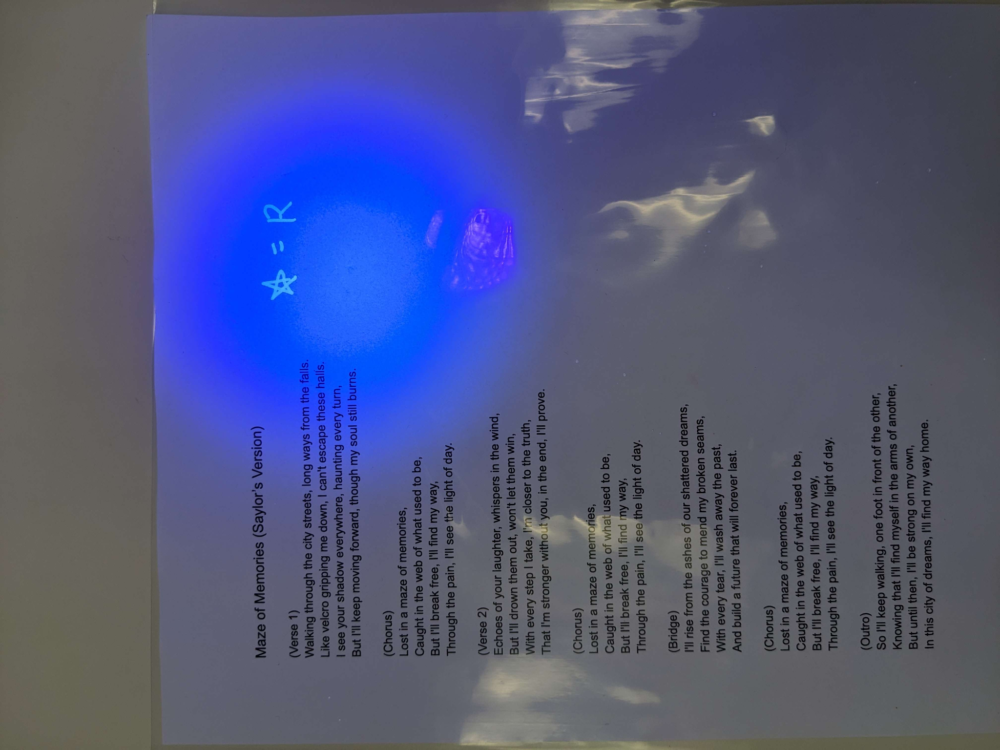 Maze of Memories (Saylor's Version)
☆ = R
(Verse 1)
Walking through the city streets, long ways from the falls.
Like velcro gripping me down, I can't escape these halls.
I see your shadow everywhere, haunting every turn,
But I'll keep moving forward, though my soul still burns.
(Chorus)
Lost in a maze of memories,
Caught in the web of what used to be,
But I'll break free, I'll find my way,
Through the pain, I'll see the light of day.
(Verse 2)
Echoes of your laughter, whispers in the wind,
But I'll drown them out, won't let them win,
With every step I take, I'm closer to the truth,
That I'm stronger without you, in the end, I'll prove.
(Chorus)
Lost in a maze of memories,
Caught in the web of what used to be,
But I'll break free, I'll find my way,
Through the pain, I'll see the light of day.
(Bridge)
I'll rise from the ashes of our shattered dreams,
Find the courage to mend my broken seams,
With every tear, I'll wash away the past,
And build a future that will forever last.
(Chorus)
Lost in a maze of memories,
Caught in the web of what used to be,
But I'll break free, I'll find my way,
Through the pain, I'll see the light of day.
(Outro)
So I'll keep walking, one foot in front of the other,
Knowing that I'll find myself in the arms of another,
But until then, I'll be strong on my own,
In this city of dreams, I'll find my way home.